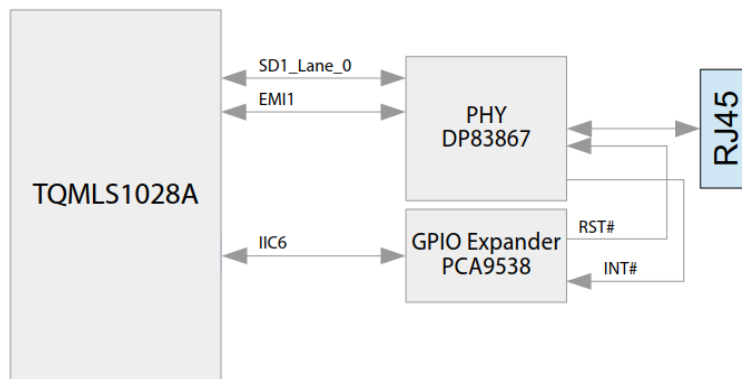 SD1_Lane_0
EMI1
PHY
DP83867
RJ45
TQMLS1028A
IIC6
GPIO Expander
PCA9538
RST#
INT#